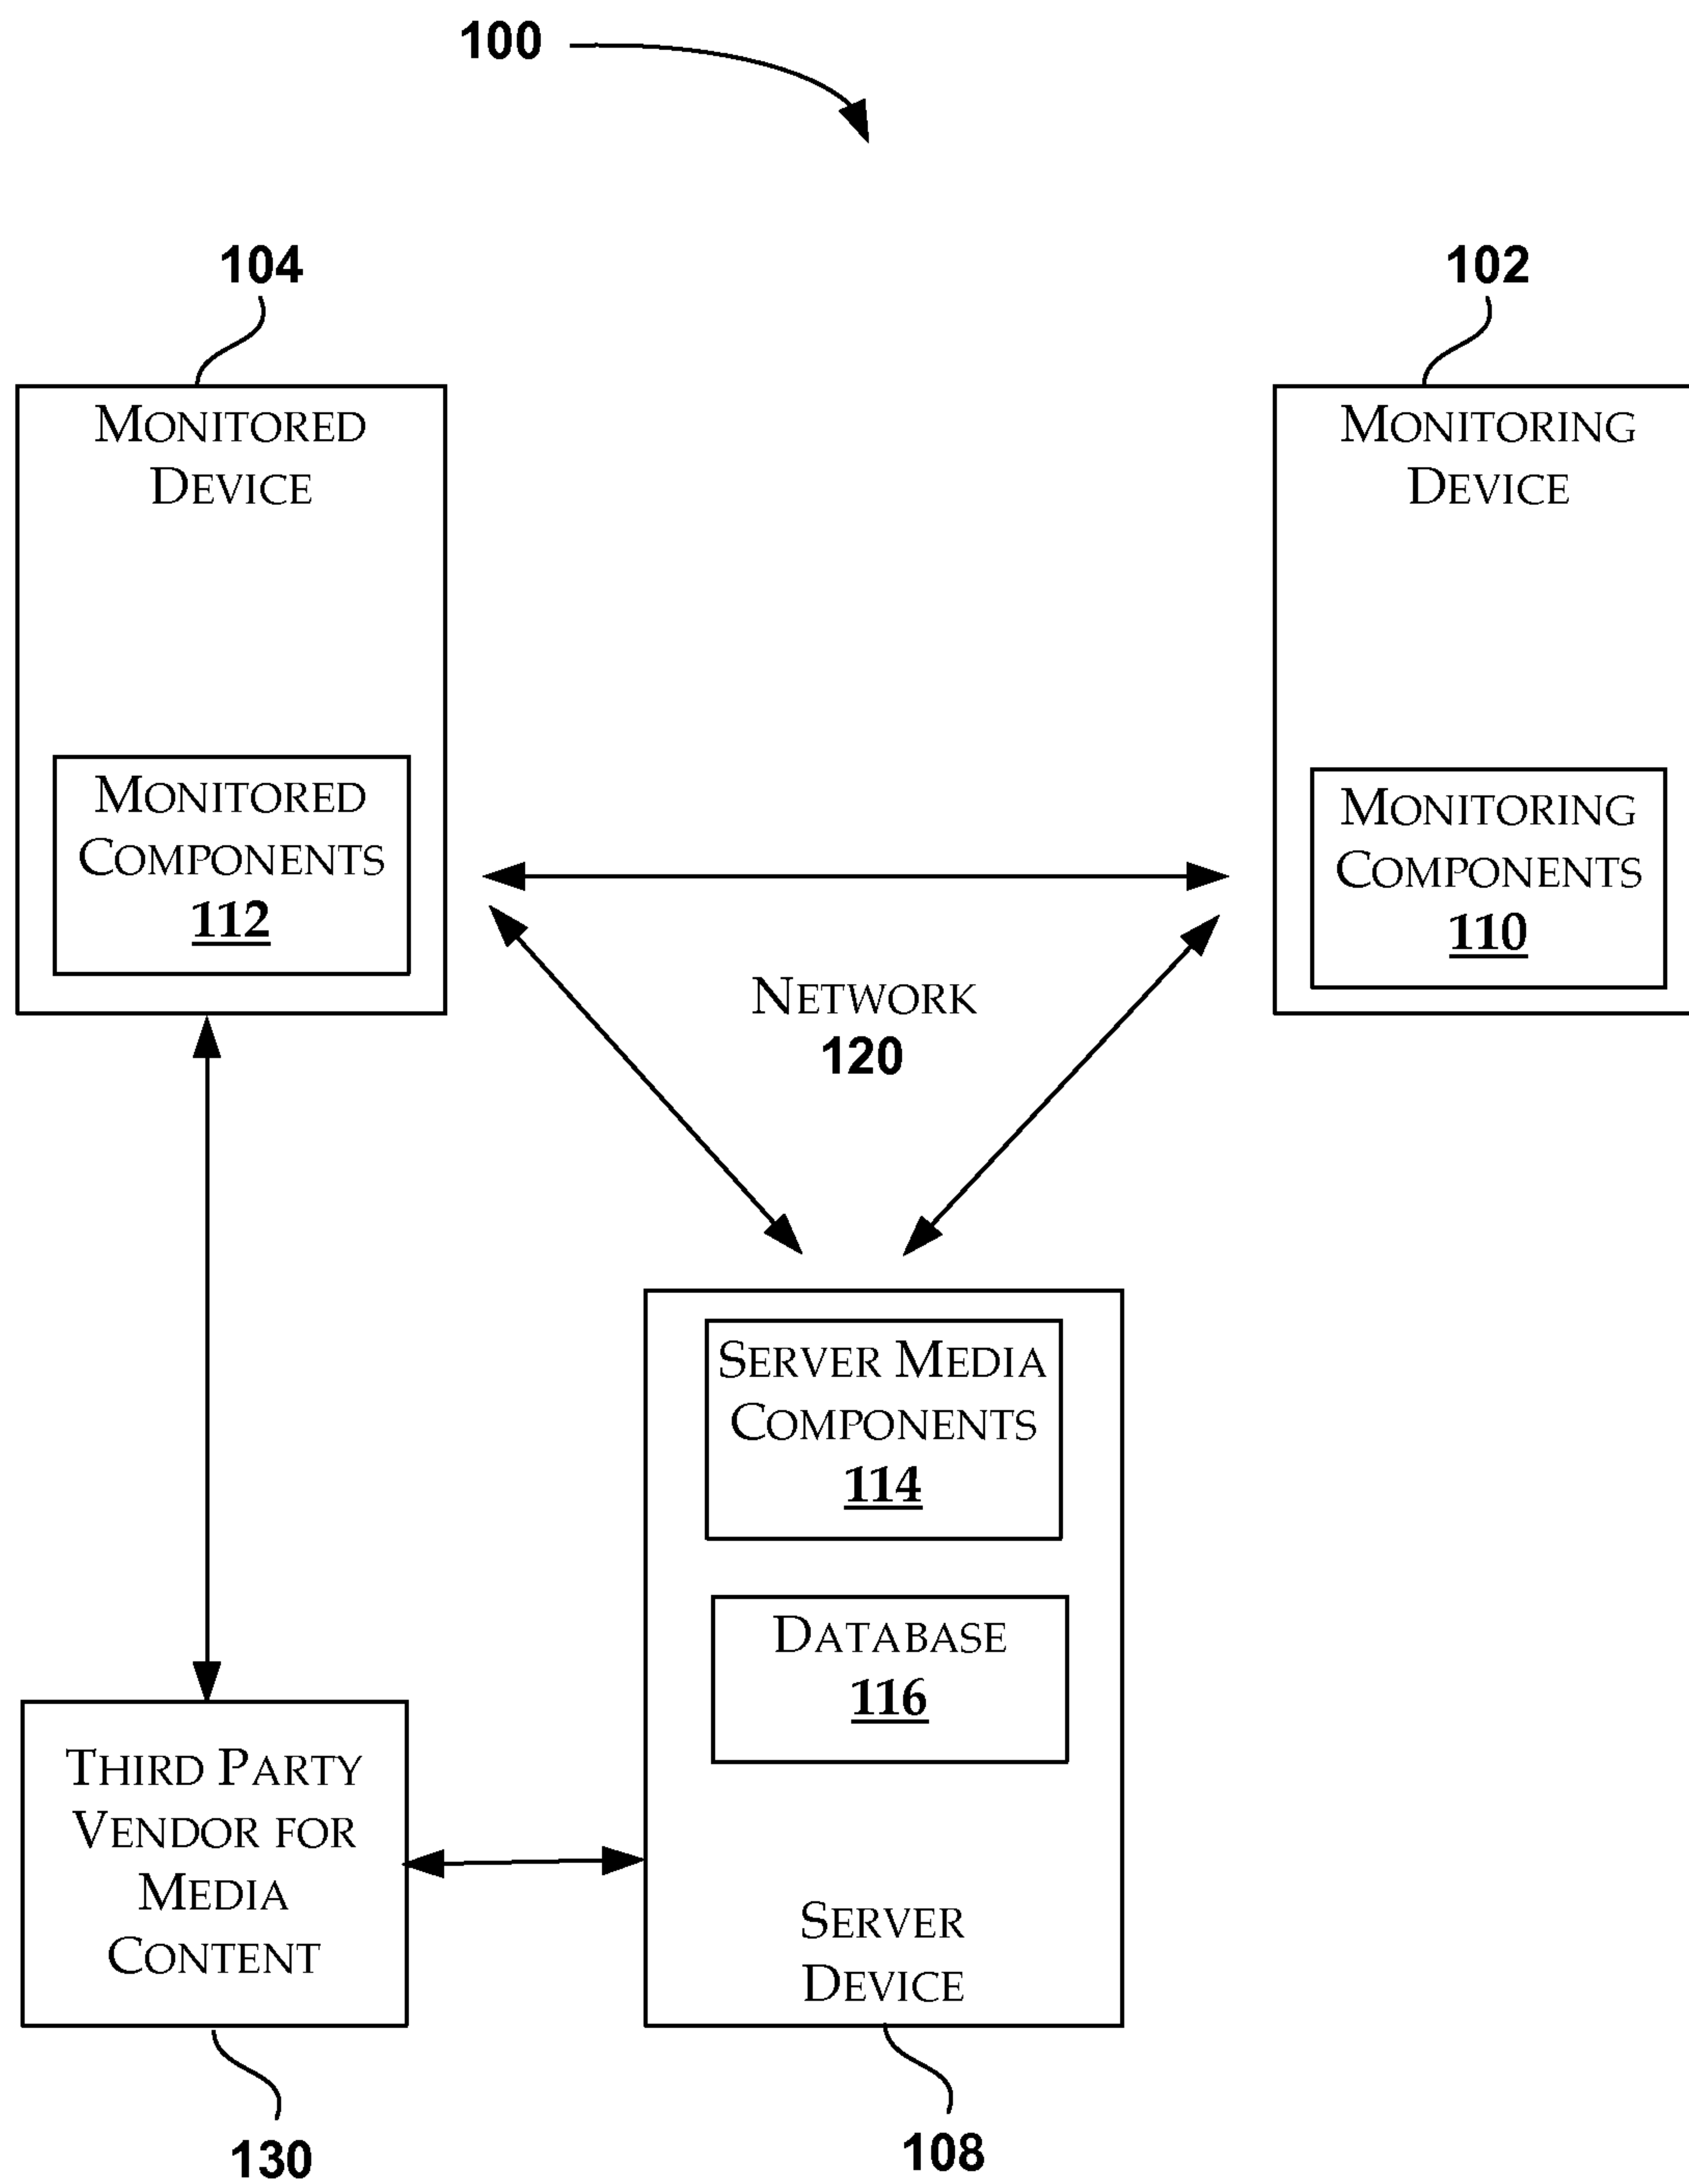 100
104
102
MONITORED
DEVICE
MONITORING
DEVICE
MONITORED
COMPONENTS
112
MONITORING
COMPONENTS
110
NETWORK
120
SERVER MEDIA
COMPONENTS
114
DATABASE
116
THIRD PARTY
VENDOR FOR
MEDIA
CONTENT
SERVER
DEVICE
130
108